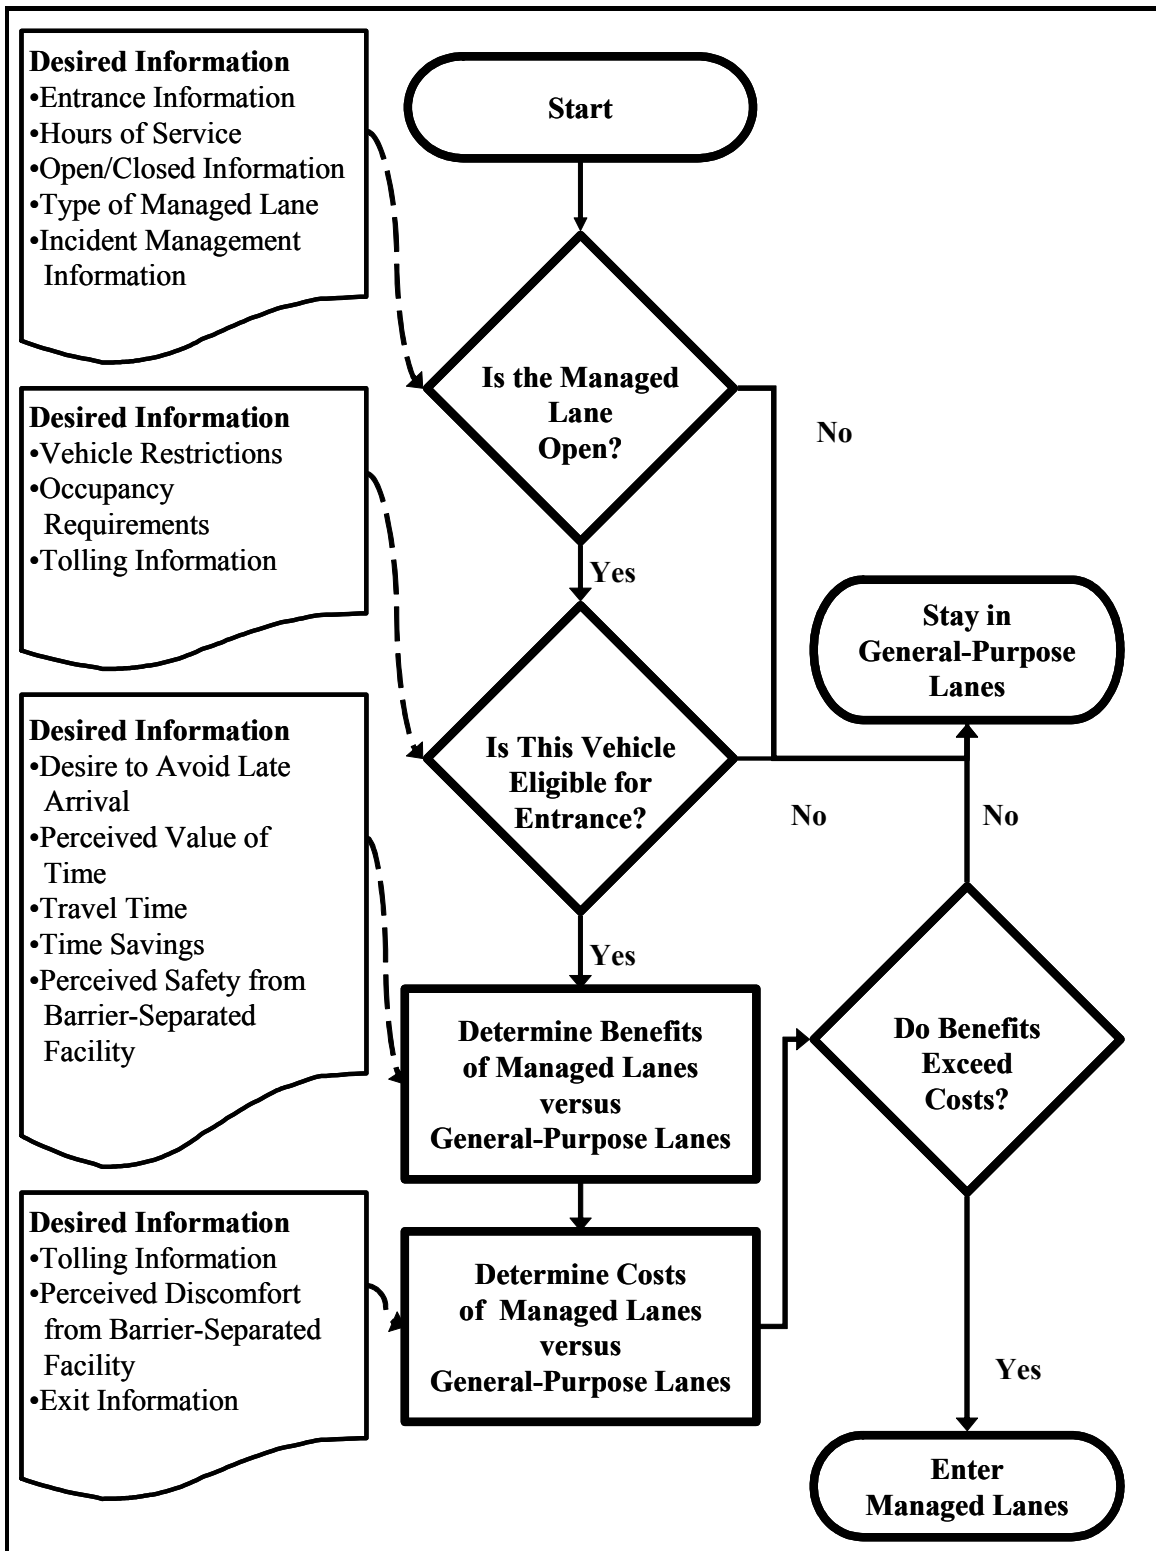 Desired Information
•Entrance Information
•Hours of Service
•Open/Closed Information
•Type of Managed Lane
•Incident Management
Information
Start
Is the Managed
Lane
Open?
No
Yes
Desired Information
•Vehicle Restrictions
•Occupancy
Requirements
•Tolling Information
Stay in
General-Purpose
Lanes
Is This Vehicle
Eligible for
Entrance?
No
No
Yes
Desired Information
•Desire to Avoid Late
Arrival
•Perceived Value of
Time
•Travel Time
•Time Savings
•Perceived Safety from
Barrier-Separated
Facility
Determine Benefits
of Managed Lanes
versus
General-Purpose Lanes
Do Benefits
Exceed
Costs?
Desired Information
•Tolling Information
•Perceived Discomfort
from Barrier-Separated
Facility
•Exit Information
Determine Costs
of Managed Lanes
versus
General-Purpose Lanes
Yes
Enter
Managed Lanes